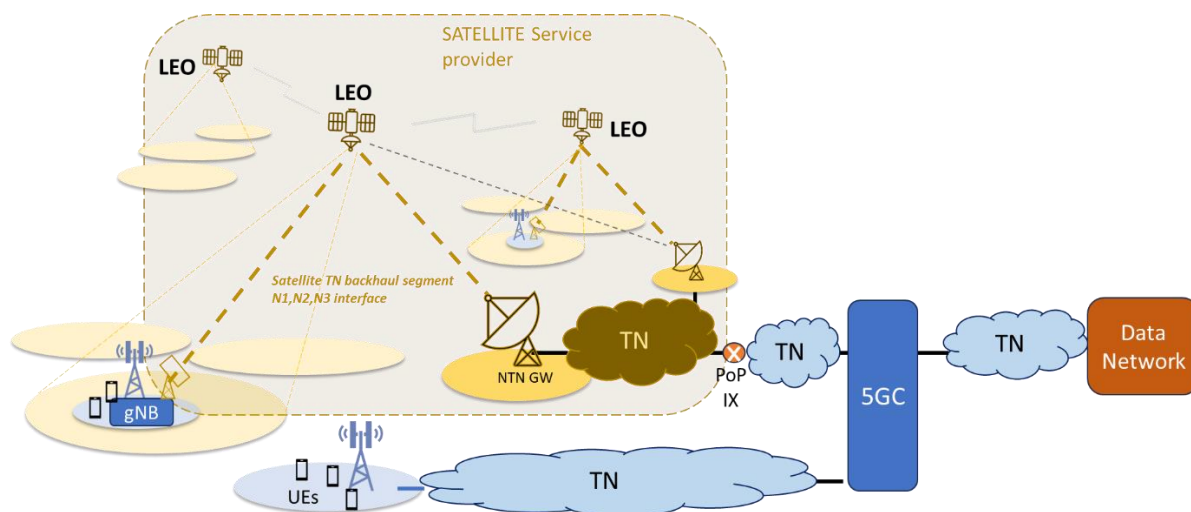 SATELLITE Service
provider
LEO
LEO
LEO
Satellite TN backhaul segment
N1,N2,N3 interface
TN
NTN GW
PoP
IX
TN
5GC
TN
Data
Network
gNB
UEs
TN